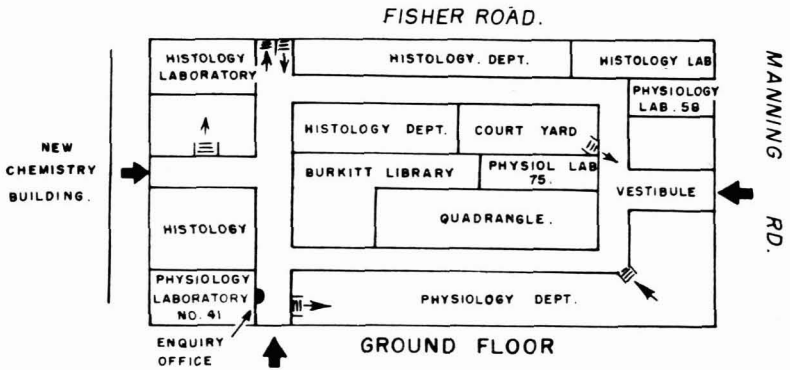 FISHER ROAD.
HISTOLOGY
LABORATORY
HISTOLOGY. DEPT.
HISTOLOGY LAB
PHYSIOLOGY
LAB. 58
MANNING RD.
HISTOLOGY DEPT.
COURT YARD
NEW
CHEMISTRY
BUILDING.
BURKITT LIBRARY
PHYSIOL LAB
75.
VESTIBULE
HISTOLOGY
QUADRANGLE.
PHYSIOLOGY
LABORATORY
NO. 41
PHYSIOLOGY DEPT.
ENQUIRY
OFFICE
GROUND FLOOR